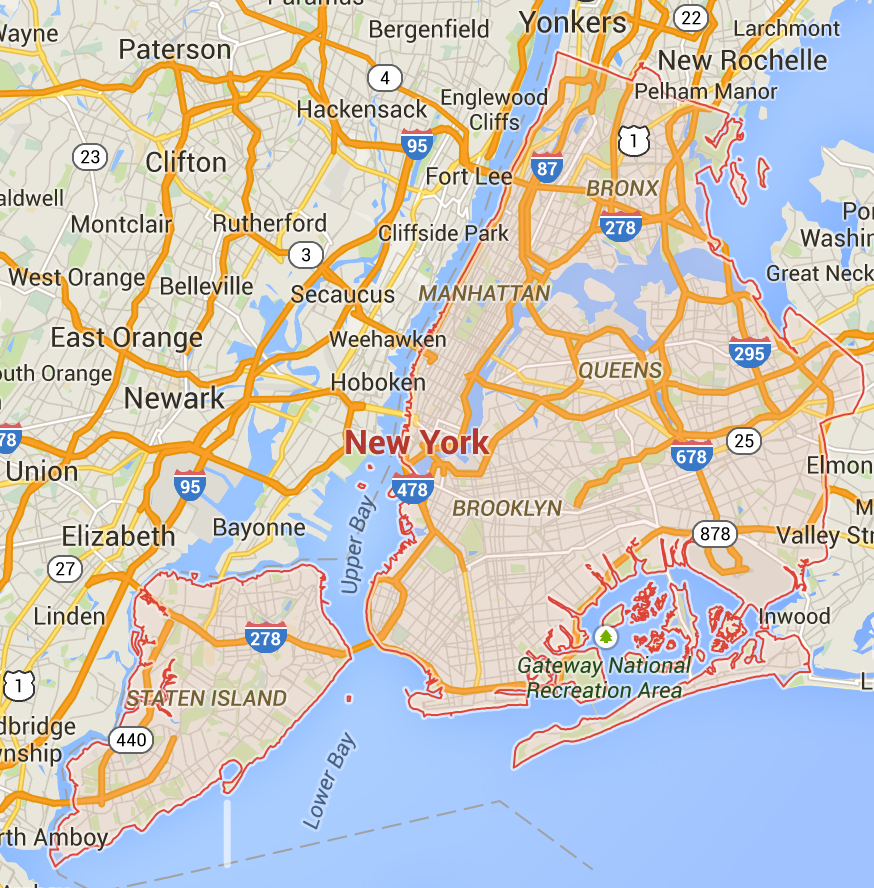 Paramus
Wayne
Bergenfield
Yonkers
22
Larchmont
Paterson
New Rochelle
4
Pelham Manor
Hackensack
Englewood
Cliffs
95
1
23
Clifton
87
Fort Lee
BRONX
aldwell
Montclair
Rutherford
278
Por
Washin
Cliffside Park
3
West Orange
Belleville
Secaucus
MANHATTAN
Great Neck
East Orange
Weehawken
295
outh Orange
Hoboken
QUEENS
Newark
78
New York
25
Union
678
Elmon
95
478
Upper Bay
BROOKLYN
M
Bayonne
Elizabeth
878
Valley Str
27
Linden
Inwood
278
Gateway National
Recreation Area
1
STATEN ISLAND
L
dbridge
wnship
440
Lower Bay
rth Amboy